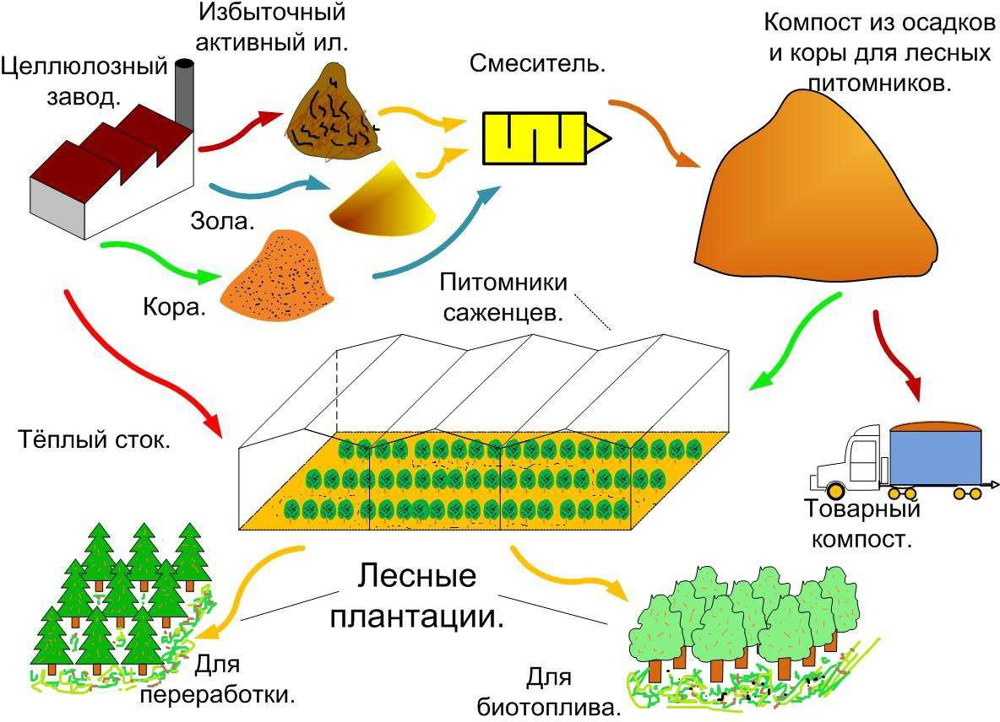 Избыточный
активный ил.
Компост из осадков
и коры для лесных
питомников.
Целлюлозный
завод.
Смеситель.
Зола.
Кора.
Питомники
саженцев.
Тёплый сток.
Товарный
компост.
Лесные
плантации.
Для
переработки.
Для
биотоплива.